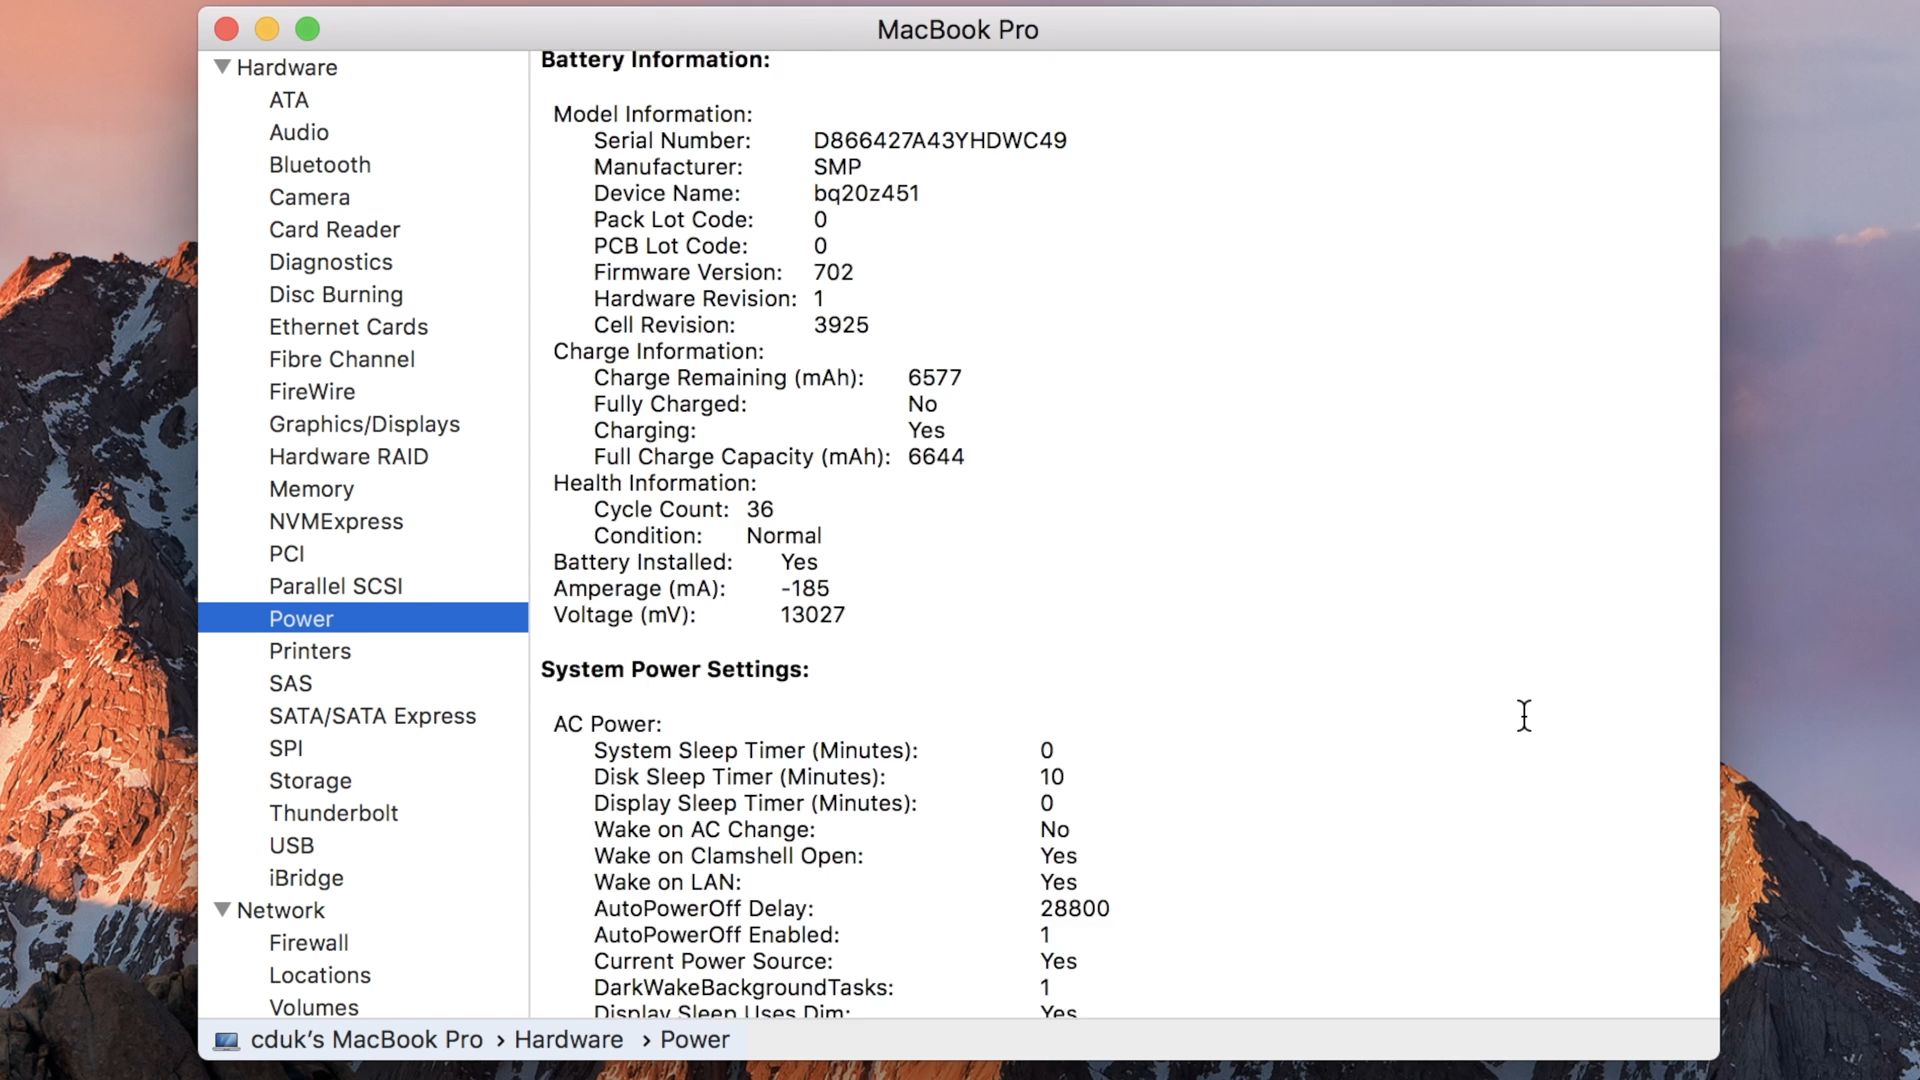 MacBook Pro
Hardware
ATA
Audio
Bluetooth
Camera
Card Reader
Diagnostics
Disc Burning
Ethernet Cards
Fibre Channel
FireWire
Graphics/Displays
Hardware RAID
Memory
NVMExpress
PCI
Parallel SCSI
Power
Printers
SAS
SATA/SATA Express
SPI
Storage
Thunderbolt
USB
iBridge
Network
Firewall
Locations
Volumes
Battery Information:
Model Information:
Serial Number: D866427A43YHDWC49
Manufacturer: SMP
Device Name: bq20z451
Pack Lot Code: 0
PCB Lot Code: 0
Firmware Version: 702
Hardware Revision: 1
Cell Revision: 3925
Charge Information:
Charge Remaining (mAh): 6577
Fully Charged: No
Charging: Yes
Full Charge Capacity (mAh): 6644
Health Information:
Cycle Count: 36
Condition: Normal
Battery Installed: Yes
Amperage (mA): -185
Voltage (mV): 13027
System Power Settings:
AC Power:
System Sleep Timer (Minutes): 0
Disk Sleep Timer (Minutes): 10
Display Sleep Timer (Minutes): 0
Wake on AC Change: No
Wake on Clamshell Open: Yes
Wake on LAN: Yes
AutoPowerOff Delay: 28800
AutoPowerOff Enabled: 1
Current Power Source: Yes
DarkWakeBackgroundTasks: 1
Display Sleep Uses Dim: Yes
cduk's MacBook Pro › Hardware › Power